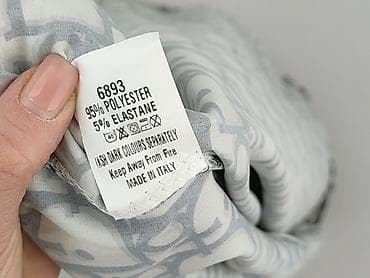 6893
95% POLYESTER
5% ELASTANE
WASH DARK COLOURS SEPARATELY
Keep Away From Fire
MADE IN ITALY